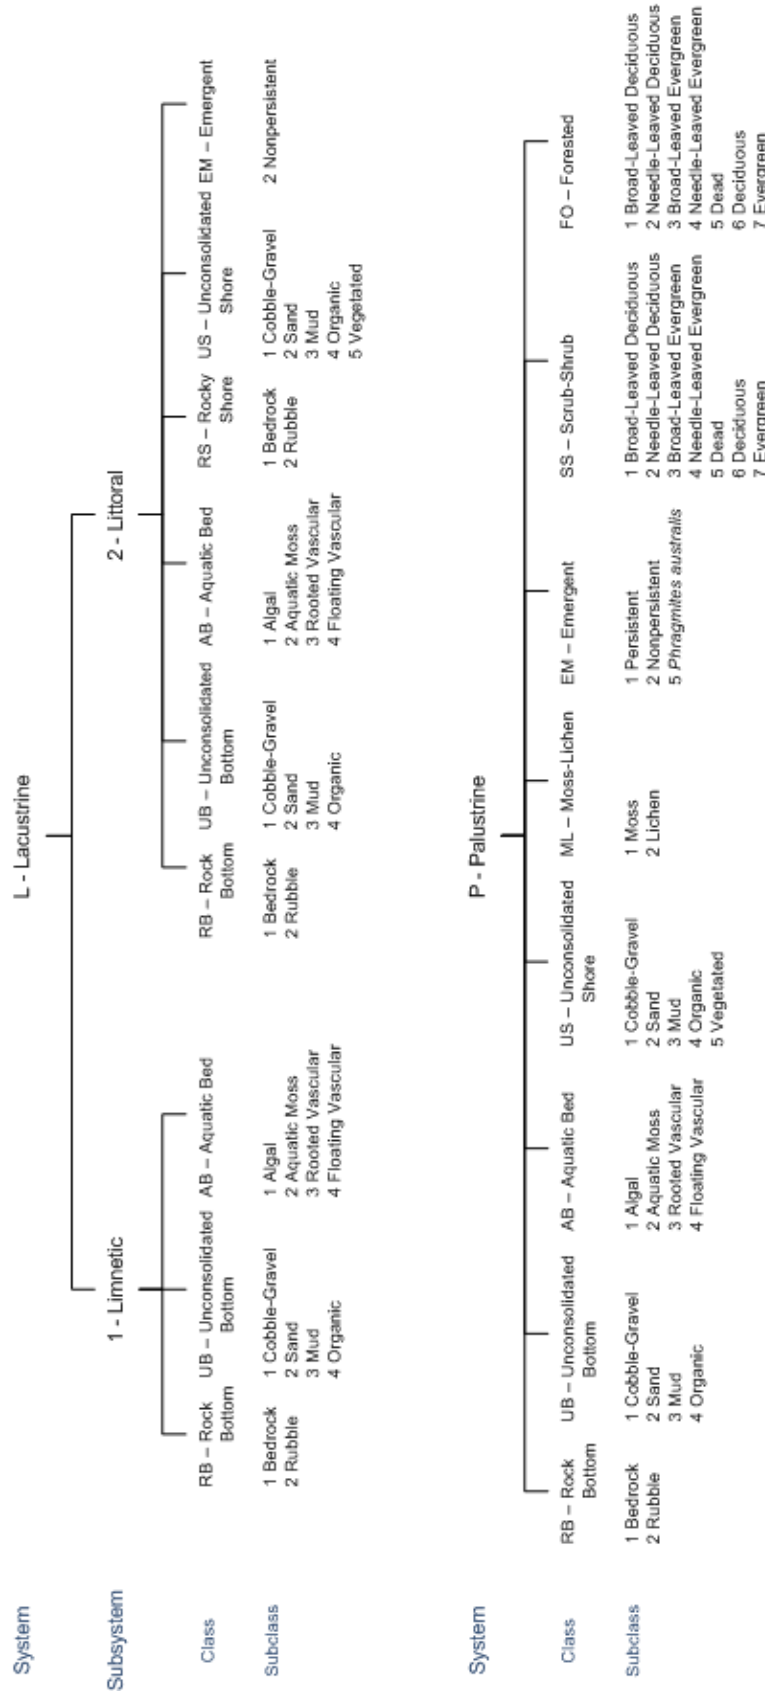 System
L - Lacustrine
Subsystem
1 - Limnetic
2 - Littoral
Class
RB – Rock
Bottom
UB – Unconsolidated
Bottom
AB – Aquatic Bed
RB – Rock
Bottom
UB – Unconsolidated
Bottom
AB – Aquatic Bed
RS – Rocky
Shore
US – Unconsolidated
Shore
EM – Emergent
Subclass
1 Bedrock
2 Rubble
1 Cobble-Gravel
2 Sand
3 Mud
4 Organic
1 Algal
2 Aquatic Moss
3 Rooted Vascular
4 Floating Vascular
1 Bedrock
2 Rubble
1 Cobble-Gravel
2 Sand
3 Mud
4 Organic
1 Algal
2 Aquatic Moss
3 Rooted Vascular
4 Floating Vascular
1 Bedrock
2 Rubble
1 Cobble-Gravel
2 Sand
3 Mud
4 Organic
5 Vegetated
2 Nonpersistent
System
P - Palustrine
Class
RB – Rock
Bottom
UB – Unconsolidated
Bottom
AB – Aquatic Bed
US – Unconsolidated
Shore
ML – Moss-Lichen
EM – Emergent
SS – Scrub-Shrub
FO – Forested
Subclass
1 Bedrock
2 Rubble
1 Cobble-Gravel
2 Sand
3 Mud
4 Organic
1 Algal
2 Aquatic Moss
3 Rooted Vascular
4 Floating Vascular
1 Cobble-Gravel
2 Sand
3 Mud
4 Organic
5 Vegetated
1 Moss
2 Lichen
1 Persistent
2 Nonpersistent
5 Phragmites australis
1 Broad-Leaved Deciduous
2 Needle-Leaved Deciduous
3 Broad-Leaved Evergreen
4 Needle-Leaved Evergreen
5 Dead
6 Deciduous
7 Evergreen
1 Broad-Leaved Deciduous
2 Needle-Leaved Deciduous
3 Broad-Leaved Evergreen
4 Needle-Leaved Evergreen
5 Dead
6 Deciduous
7 Evergreen